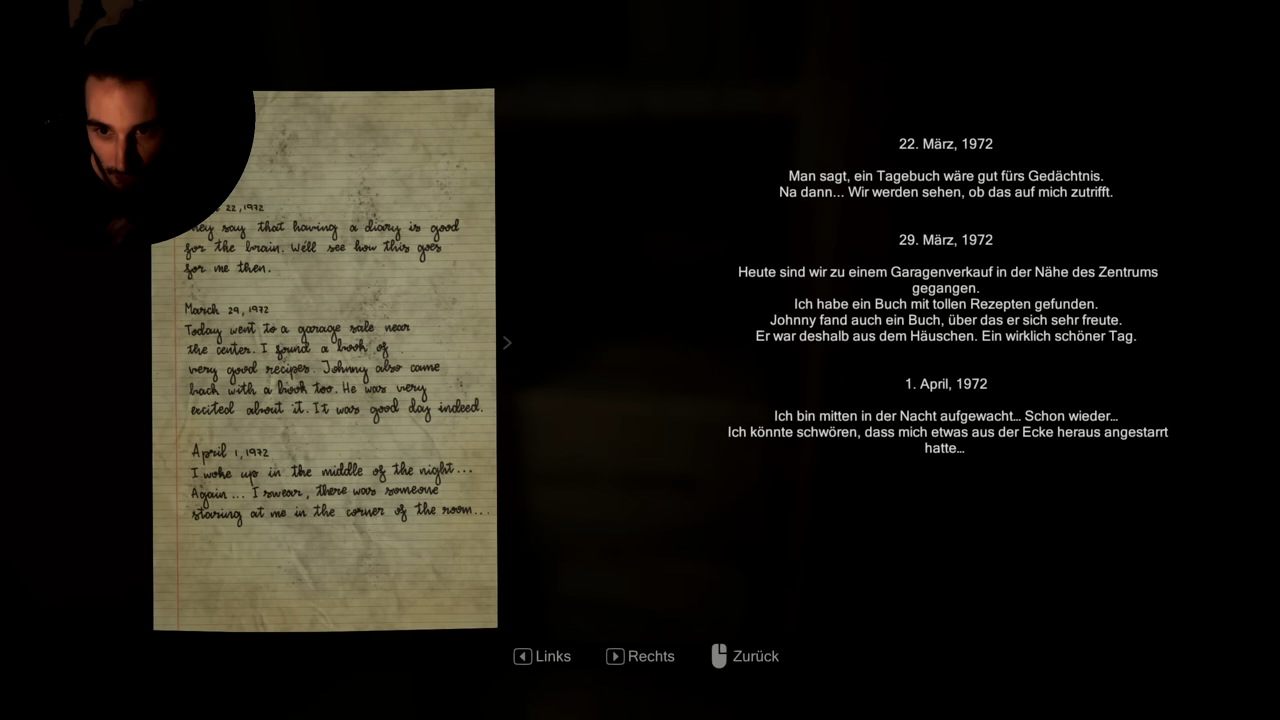 22, 1972
hey say that having a diary is good
for the brain. We'll see how this goes
for me then.
March 29, 1972
Today went to a garage sale near
the center. I found a book of
very good recipes. Johnny also came
back with a book too. He was very
excited about it. It was good day indeed.
April 1, 1972
I woke up in the middle of the night...
Again... I swear, there was someone
staring at me in the corner of the room...
22. März, 1972
Man sagt, ein Tagebuch wäre gut fürs Gedächtnis.
Na dann... Wir werden sehen, ob das auf mich zutrifft.
29. März, 1972
Heute sind wir zu einem Garagenverkauf in der Nähe des Zentrums
gegangen.
Ich habe ein Buch mit tollen Rezepten gefunden.
Johnny fand auch ein Buch, über das er sich sehr freute.
Er war deshalb aus dem Häuschen. Ein wirklich schöner Tag.
1. April, 1972
Ich bin mitten in der Nacht aufgewacht... Schon wieder...
Ich könnte schwören, dass mich etwas aus der Ecke heraus angestarrt
hatte...
Links
Rechts
Zurück